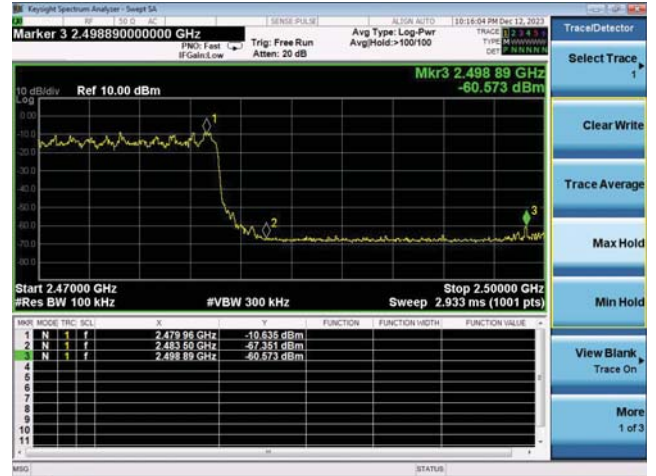 Keysight Spectrum Analyzer - Swept SA
RF 50 Ω AC SENSE:PULSE ALIGN AUTO 10:16:04 PM Dec 12, 2023
Marker 3 2.498890000000 GHz
PNO: Fast
IFGain:Low
Trig: Free Run
Atten: 20 dB
Avg Type: Log-Pwr
Avg|Hold:>100/100
TRACE 1 2 3 4 5 6
TYPE M
DET P N N N N N
Mkr3 2.498 89 GHz
-60.573 dBm
10 dB/div Ref 10.00 dBm
Log
0.00
-10.0
-20.0
-30.0
-40.0
-50.0
-60.0
-70.0
-80.0
1
2
3
Start 2.47000 GHz Stop 2.50000 GHz
#Res BW 100 kHz #VBW 300 kHz Sweep 2.933 ms (1001 pts)
MKR MODE TRC SCL X Y FUNCTION FUNCTION WIDTH FUNCTION VALUE
1 N 1 f 2.479 96 GHz -10.635 dBm
2 N 1 f 2.483 50 GHz -67.351 dBm
3 N 1 f 2.498 89 GHz -60.573 dBm
4
5
6
7
8
9
10
11
MSG STATUS
Trace/Detector
Select Trace
1
Clear Write
Trace Average
Max Hold
Min Hold
View Blank
Trace On
More
1 of 3